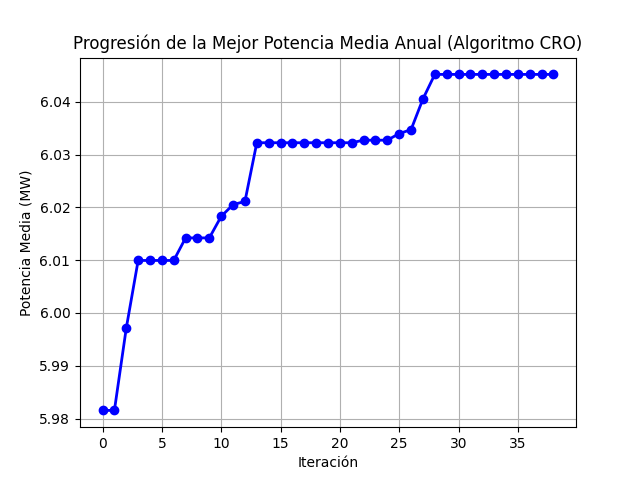 Progresión de la Mejor Potencia Media Anual (Algoritmo CRO)
Potencia Media (MW)
6.04
6.03
6.02
6.01
6.00
5.99
5.98
0 5 10 15 20 25 30 35
Iteración